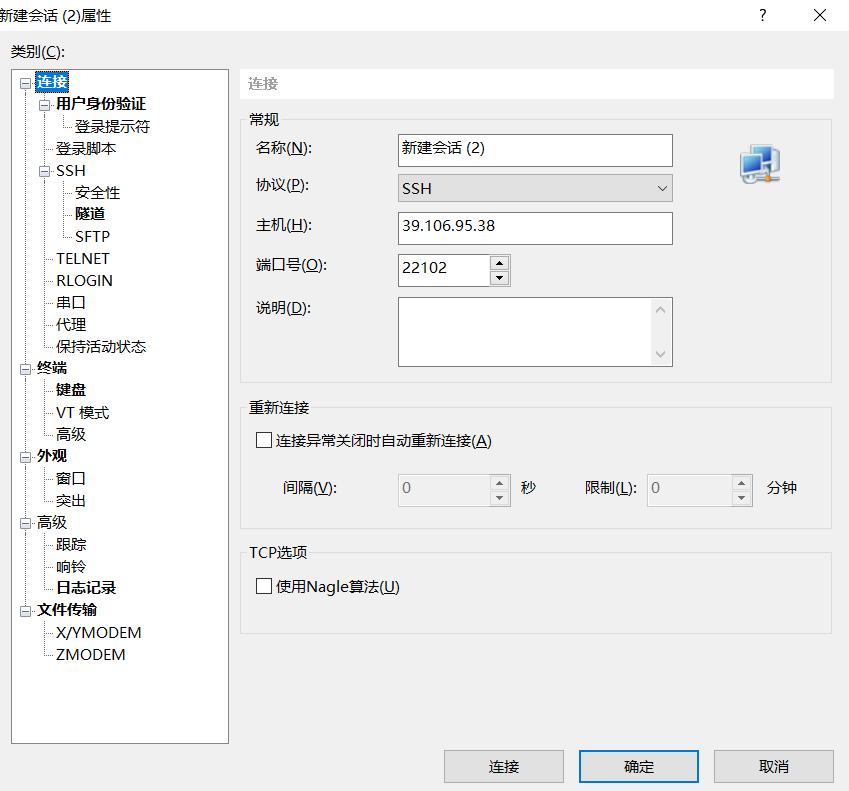 新建会话 (2)属性
?
类别(C):
连接
用户身份验证
登录提示符
登录脚本
SSH
安全性
隧道
SFTP
TELNET
RLOGIN
串口
代理
保持活动状态
终端
键盘
VT 模式
高级
外观
窗口
突出
高级
跟踪
响铃
日志记录
文件传输
X/YMODEM
ZMODEM
连接
常规
名称(N): 新建会话 (2)
协议(P): SSH
主机(H): 39.106.95.38
端口号(O): 22102
说明(D):
重新连接
连接异常关闭时自动重新连接(A)
间隔(V): 0 秒 限制(L): 0 分钟
TCP选项
使用Nagle算法(U)
连接 确定 取消